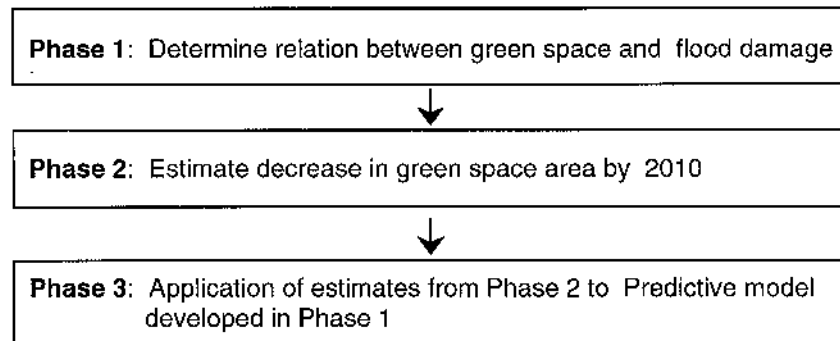 Phase 1: Determine relation between green space and flood damage
Phase 2: Estimate decrease in green space area by 2010
Phase 3: Application of estimates from Phase 2 to Predictive model
developed in Phase 1